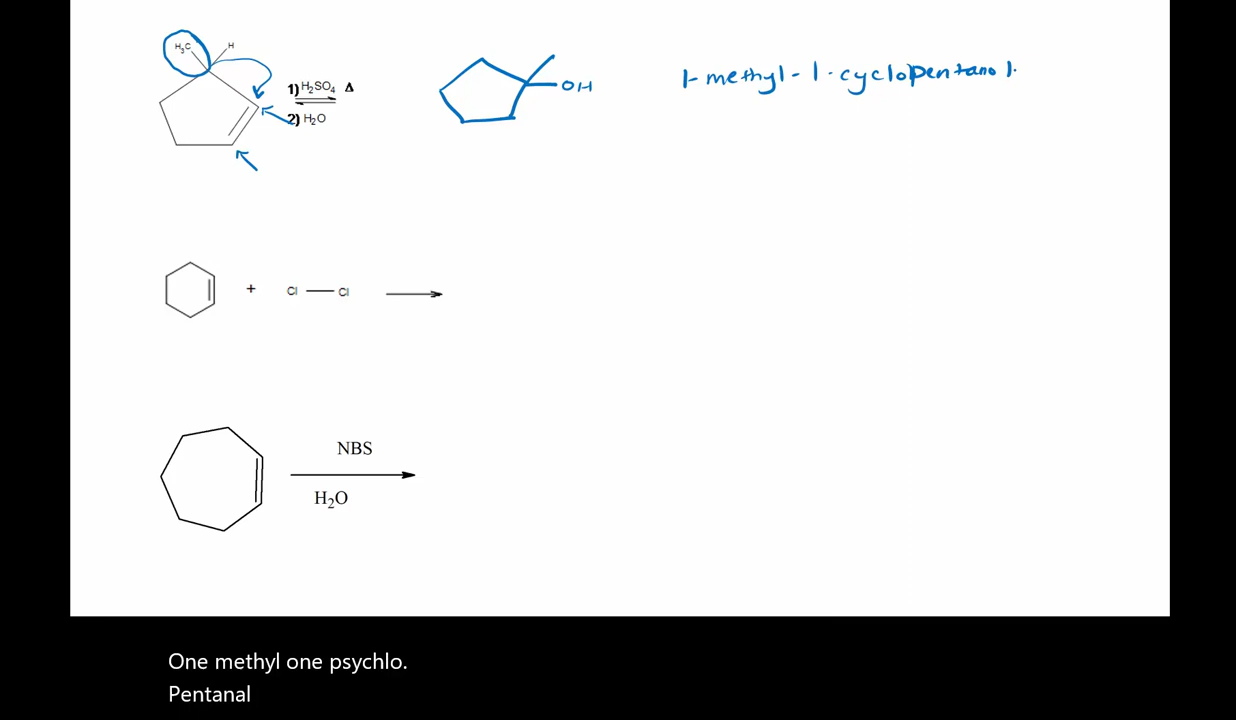 H₃C
H
1) H₂SO₄ Δ
2) H₂O
OH
1-methyl-1-cyclopentanol.
+ Cl Cl
NBS
H₂O
One methyl one psychlo.
Pentanal